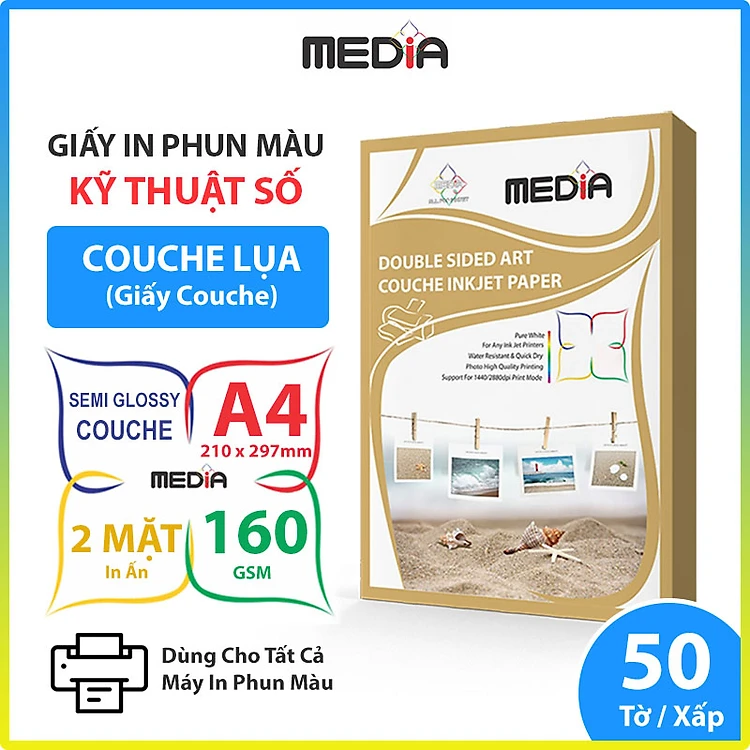 MEDiA
GIẤY IN PHUN MÀU
KỸ THUẬT SỐ
COUCHE LỤA
(Giấy Couche)
SEMI GLOSSY
COUCHE
A4
210 x 297mm
MEDiA
2 MẶT
In Ấn
160
GSM
Dùng Cho Tất Cả
Máy In Phun Màu
MEDiA
DOUBLE SIDED ART
COUCHE INKJET PAPER
Pure White
For Any Ink Jet Printers
Water Resistant & Quick Dry
Photo High Quality Printing
Support For 1440/2880dpi Print Mode
50
Tờ / Xấp